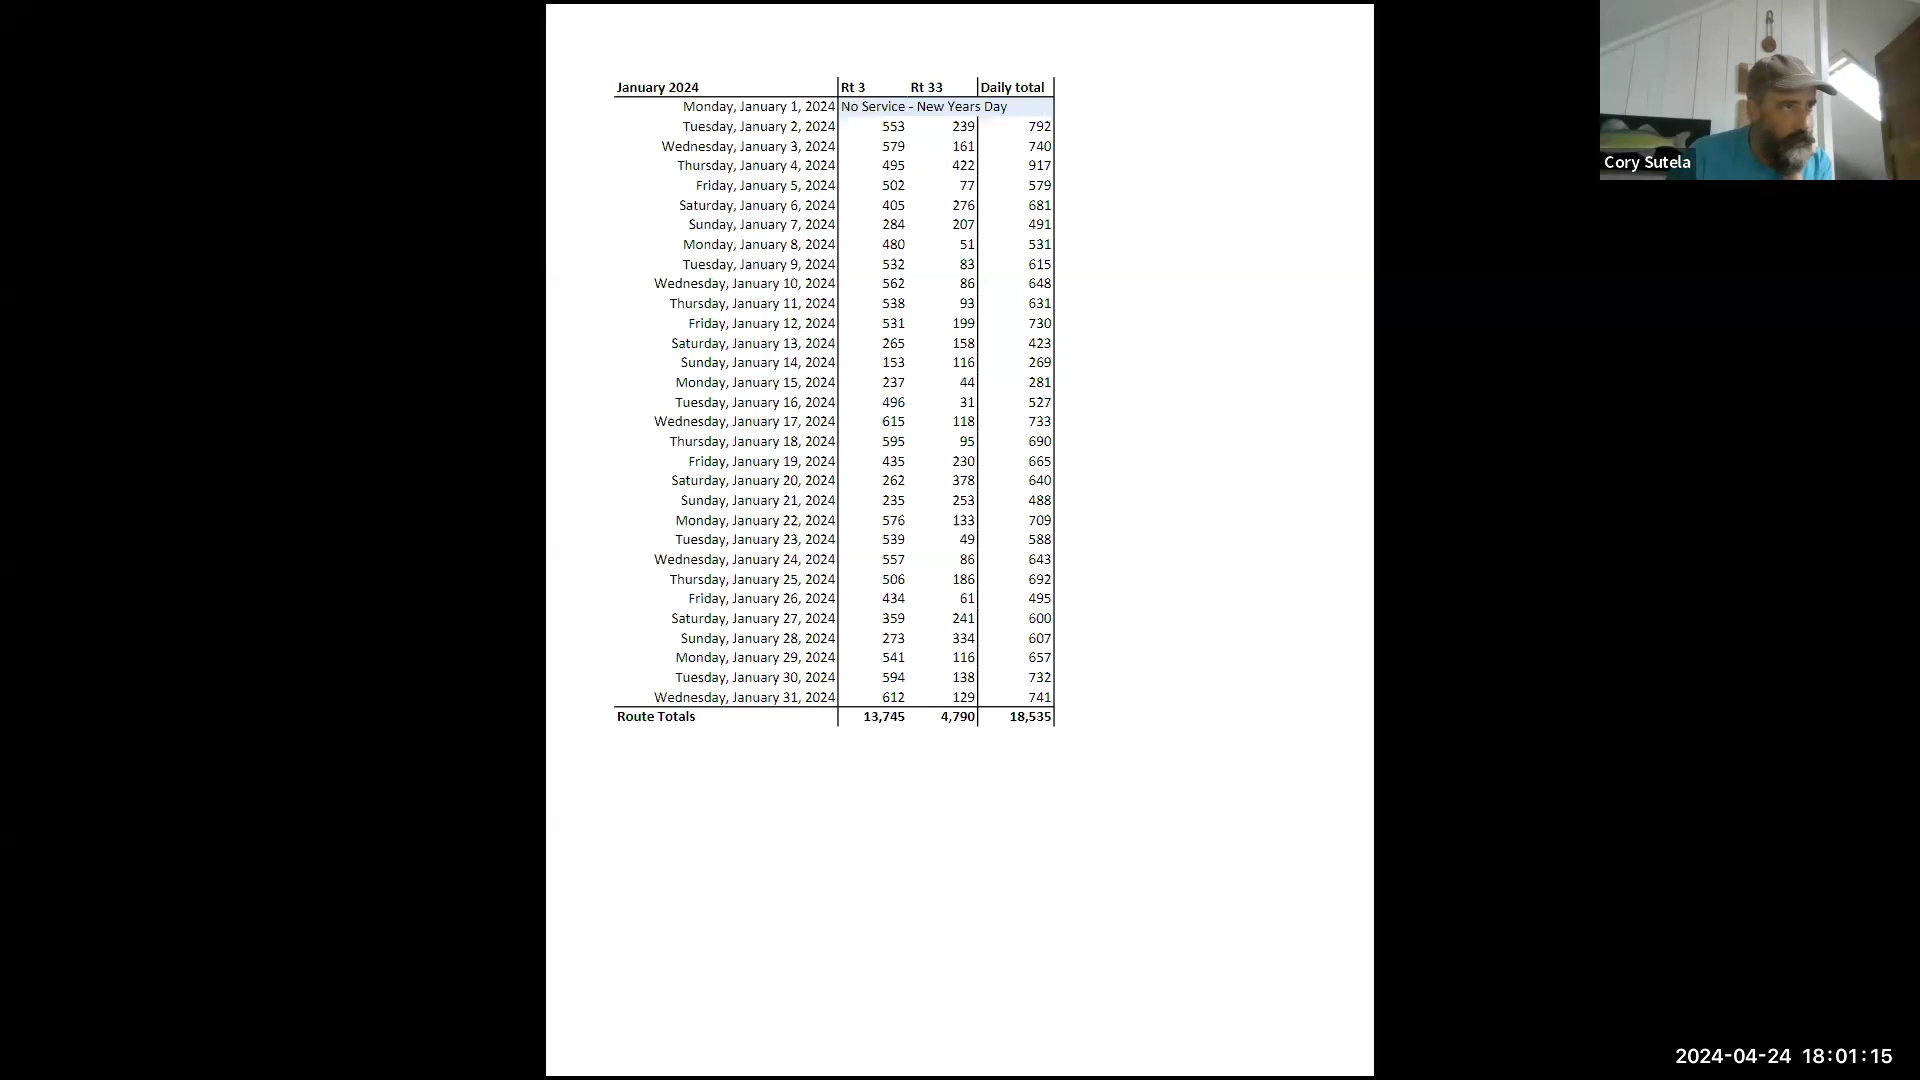 January 2024 Rt 3 Rt 33 Daily total
Monday, January 1, 2024 No Service - New Years Day
Tuesday, January 2, 2024 553 239 792
Wednesday, January 3, 2024 579 161 740
Thursday, January 4, 2024 495 422 917
Friday, January 5, 2024 502 77 579
Saturday, January 6, 2024 405 276 681
Sunday, January 7, 2024 284 207 491
Monday, January 8, 2024 480 51 531
Tuesday, January 9, 2024 532 83 615
Wednesday, January 10, 2024 562 86 648
Thursday, January 11, 2024 538 93 631
Friday, January 12, 2024 531 199 730
Saturday, January 13, 2024 265 158 423
Sunday, January 14, 2024 153 116 269
Monday, January 15, 2024 237 44 281
Tuesday, January 16, 2024 496 31 527
Wednesday, January 17, 2024 615 118 733
Thursday, January 18, 2024 595 95 690
Friday, January 19, 2024 435 230 665
Saturday, January 20, 2024 262 378 640
Sunday, January 21, 2024 235 253 488
Monday, January 22, 2024 576 133 709
Tuesday, January 23, 2024 539 49 588
Wednesday, January 24, 2024 557 86 643
Thursday, January 25, 2024 506 186 692
Friday, January 26, 2024 434 61 495
Saturday, January 27, 2024 359 241 600
Sunday, January 28, 2024 273 334 607
Monday, January 29, 2024 541 116 657
Tuesday, January 30, 2024 594 138 732
Wednesday, January 31, 2024 612 129 741
Route Totals 13,745 4,790 18,535
Cory Sutela
2024-04-24 18:01:15